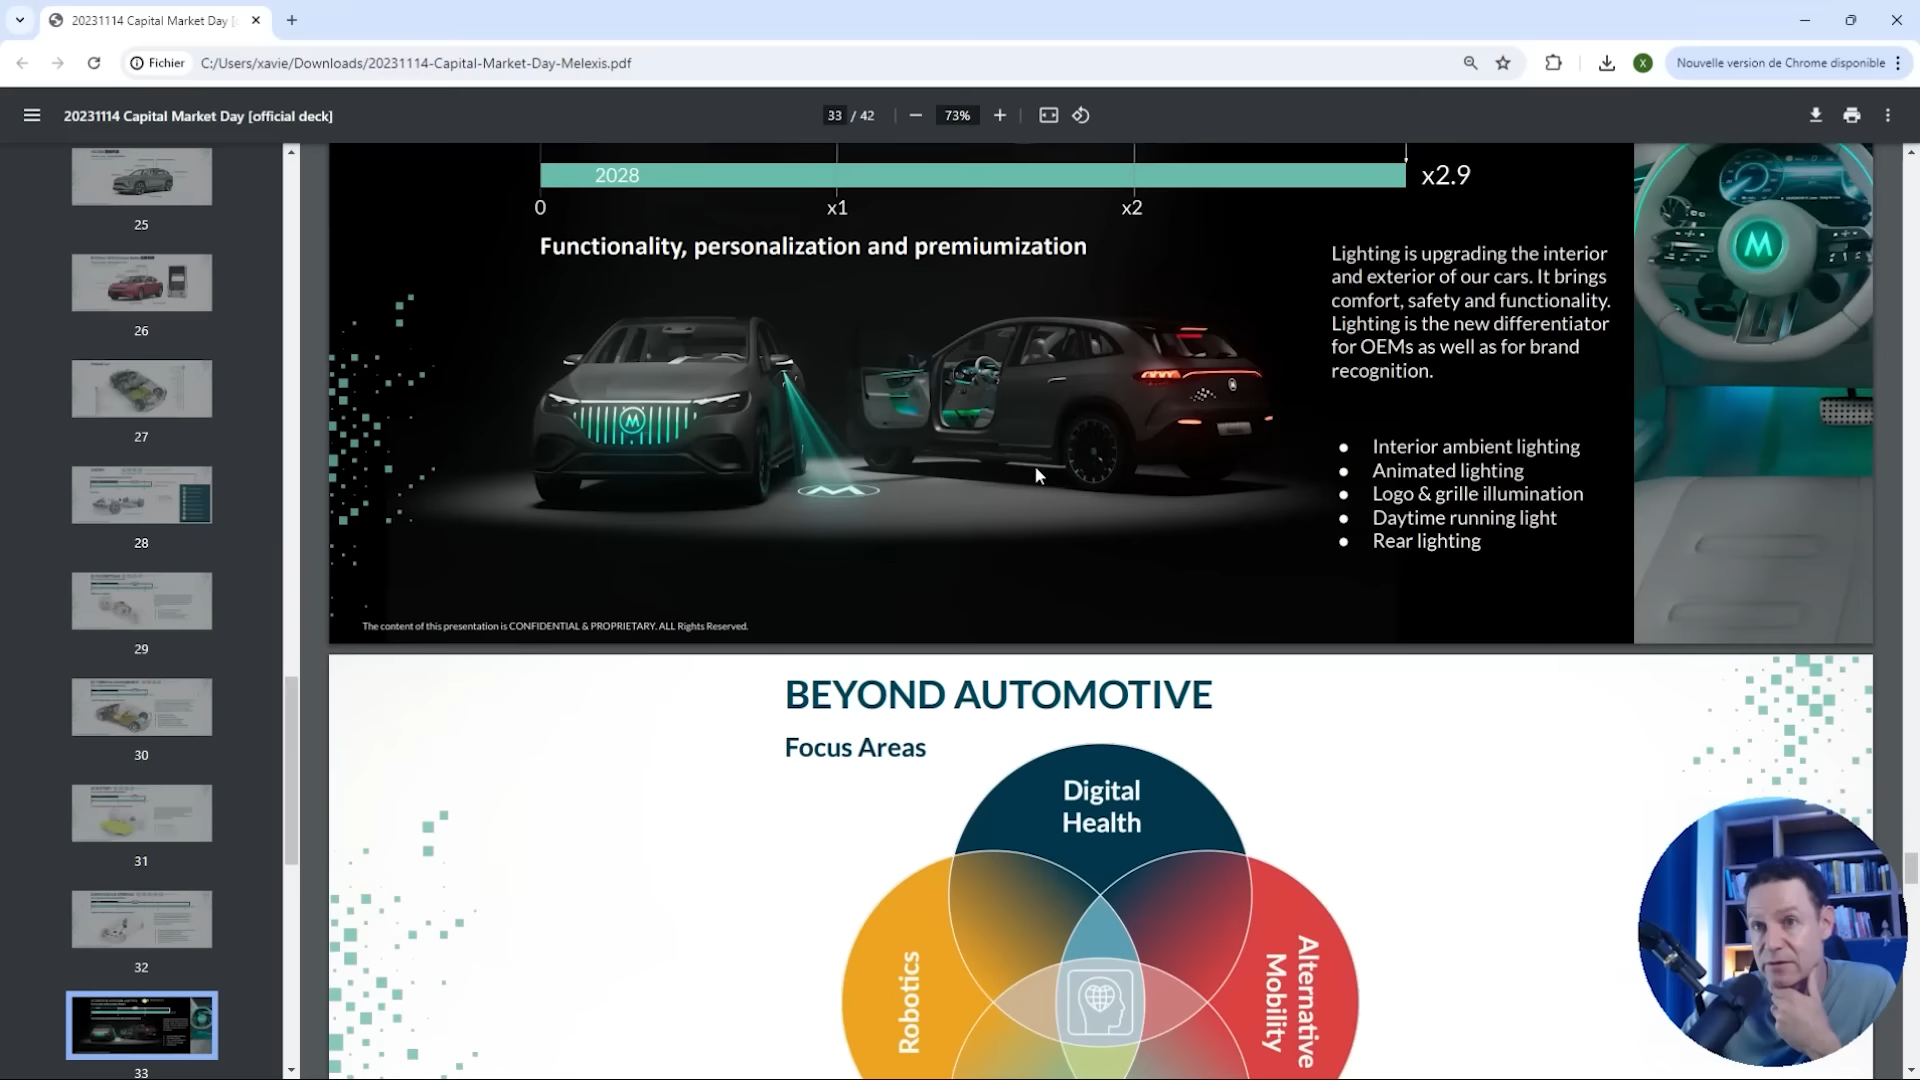 20231114 Capital Market Day [
Fichier
C:/Users/xavie/Downloads/20231114-Capital-Market-Day-Melexis.pdf
X
Nouvelle version de Chrome disponible
20231114 Capital Market Day [official deck]
33 / 42
73%
25
26
27
28
29
30
31
32
33
2028
x2.9
0
x1
x2
Functionality, personalization and premiumization
Lighting is upgrading the interior
and exterior of our cars. It brings
comfort, safety and functionality.
Lighting is the new differentiator
for OEMs as well as for brand
recognition.
• Interior ambient lighting
• Animated lighting
• Logo & grille illumination
• Daytime running light
• Rear lighting
The content of this presentation is CONFIDENTIAL & PROPRIETARY. ALL Rights Reserved.
BEYOND AUTOMOTIVE
Focus Areas
Digital
Health
Robotics
Alternative
Mobility